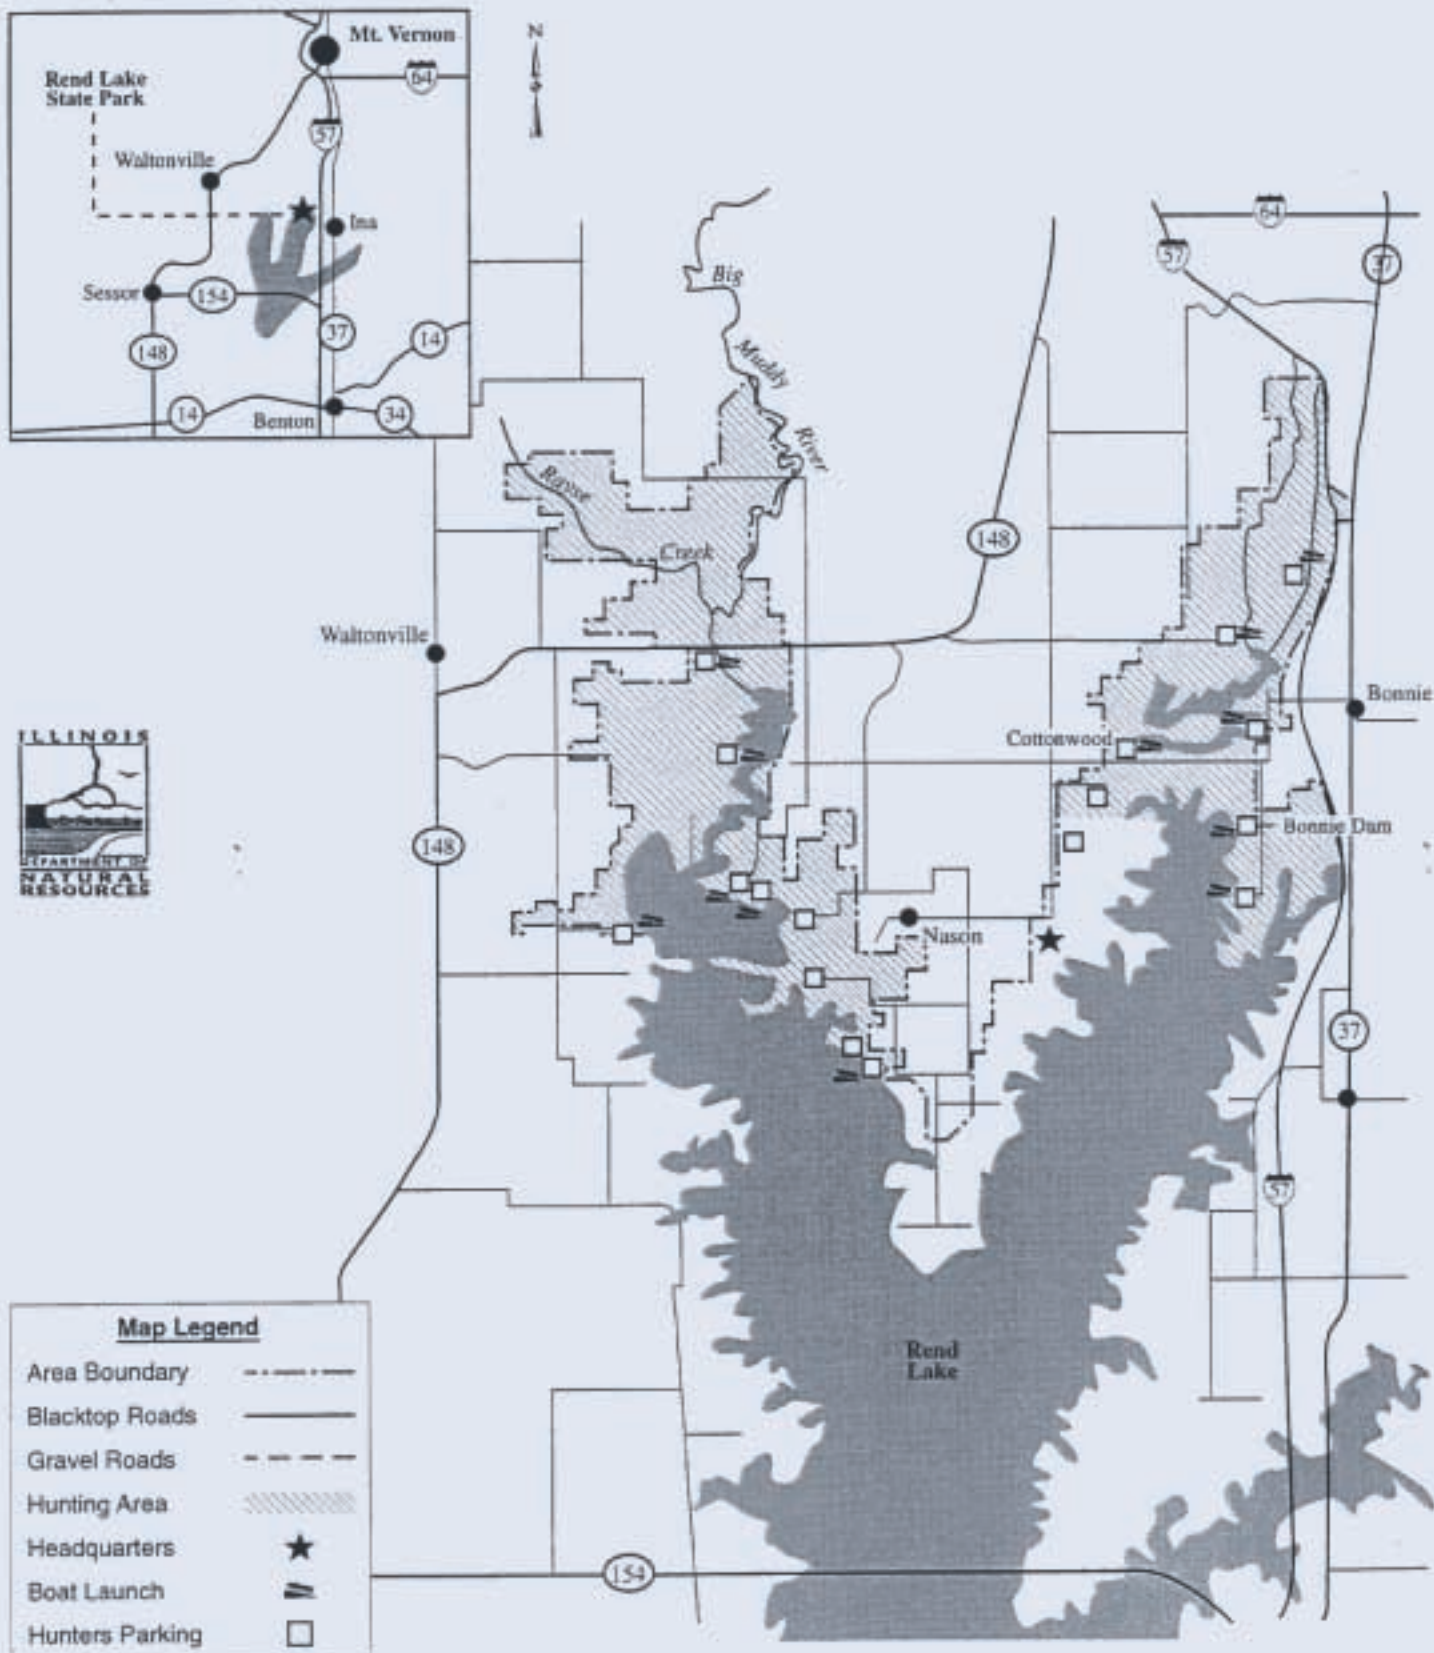 Mt. Vernon
64
Rend Lake
State Park
57
Waltonville
Ina
Sessor
154
37
148
14
14
Benton
34
N
64
57
37
Big
Muddy
River
Rayse
Creek
148
Waltonville
Bonnie
Cottonwood
Bonnie Dam
148
Nason
37
57
ILLINOIS
DEPARTMENT OF
NATURAL
RESOURCES
Rend
Lake
154
Map Legend
Area Boundary
Blacktop Roads
Gravel Roads
Hunting Area
Headquarters
Boat Launch
Hunters Parking